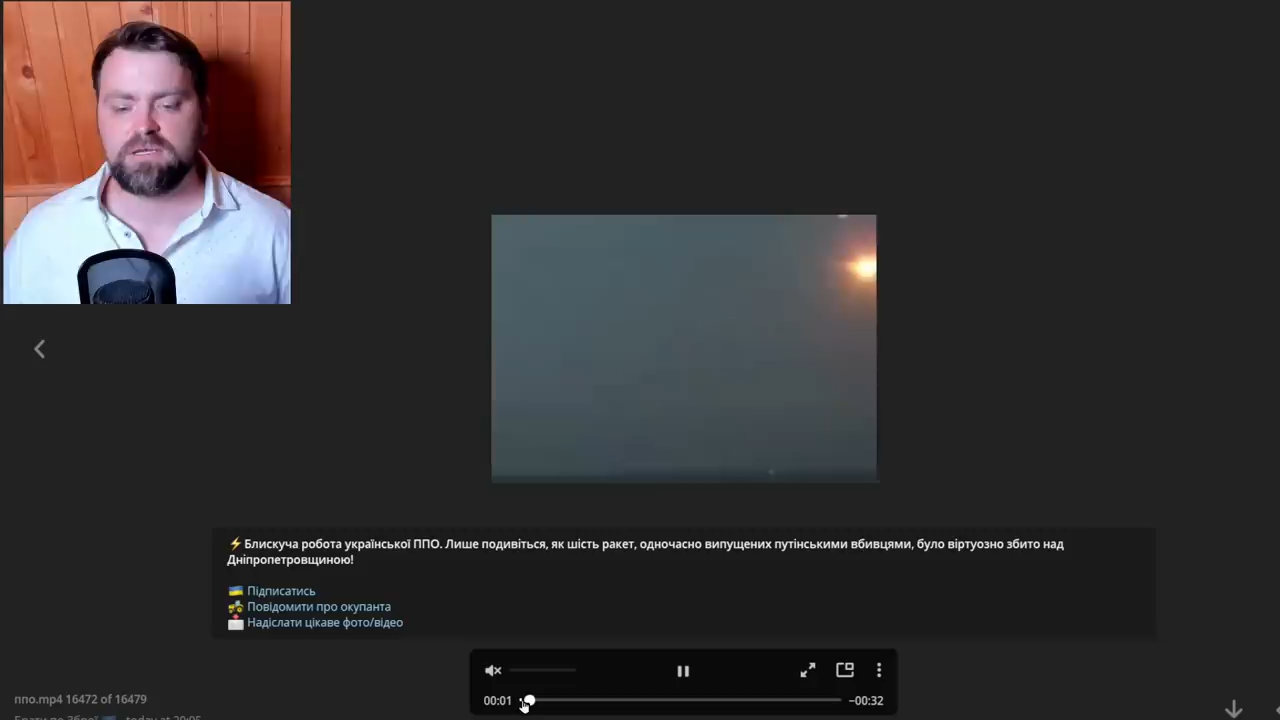 ⚡Блискуча робота української ППО. Лише подивіться, як шість ракет, одночасно випущених путінськими вбивцями, було віртуозно збито над
Дніпропетровщиною!
Підписатись
Повідомити про окупанта
Надіслати цікаве фото/відео
00:01
−00:32
ппо.mp4 16472 of 16479